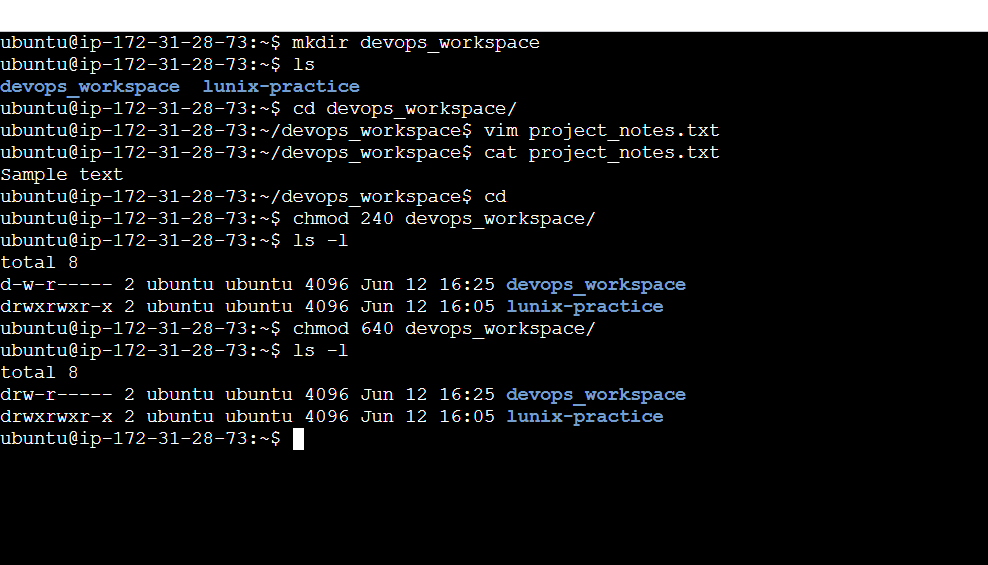 ubuntu@ip-172-31-28-73:~$ mkdir devops_workspace
ubuntu@ip-172-31-28-73:~$ ls
devops_workspace  lunix-practice
ubuntu@ip-172-31-28-73:~$ cd devops_workspace/
ubuntu@ip-172-31-28-73:~/devops_workspace$ vim project_notes.txt
ubuntu@ip-172-31-28-73:~/devops_workspace$ cat project_notes.txt
Sample text
ubuntu@ip-172-31-28-73:~/devops_workspace$ cd
ubuntu@ip-172-31-28-73:~$ chmod 240 devops_workspace/
ubuntu@ip-172-31-28-73:~$ ls -l
total 8
d-w-r----- 2 ubuntu ubuntu 4096 Jun 12 16:25 devops_workspace
drwxrwxr-x 2 ubuntu ubuntu 4096 Jun 12 16:05 lunix-practice
ubuntu@ip-172-31-28-73:~$ chmod 640 devops_workspace/
ubuntu@ip-172-31-28-73:~$ ls -l
total 8
drw-r----- 2 ubuntu ubuntu 4096 Jun 12 16:25 devops_workspace
drwxrwxr-x 2 ubuntu ubuntu 4096 Jun 12 16:05 lunix-practice
ubuntu@ip-172-31-28-73:~$